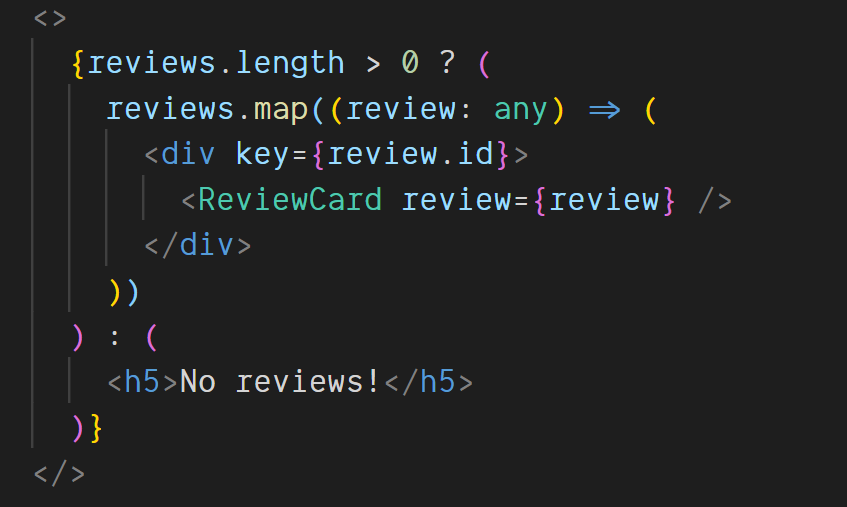 <>
{reviews.length > 0 ? (
reviews.map((review: any) => (
<div key={review.id}>
<ReviewCard review={review} />
</div>
))
) : (
<h5>No reviews!</h5>
)}
</>